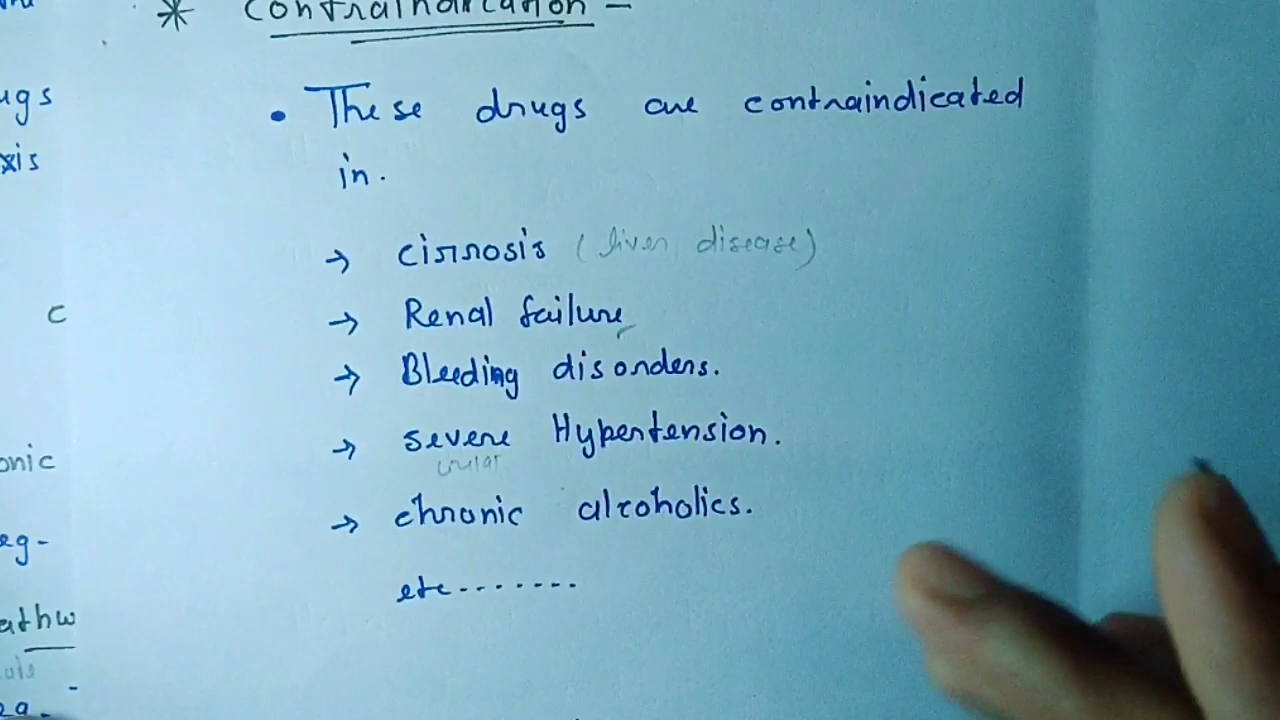 * Contraindication -
• These drugs are contraindicated
in.
→ cirrosis (liver disease)
→ Renal failure
→ Bleeding disorders.
→ severe Hypertension.
→ chronic alcoholics.
etc.......
ugs
xis
c
onic
eg-
athw